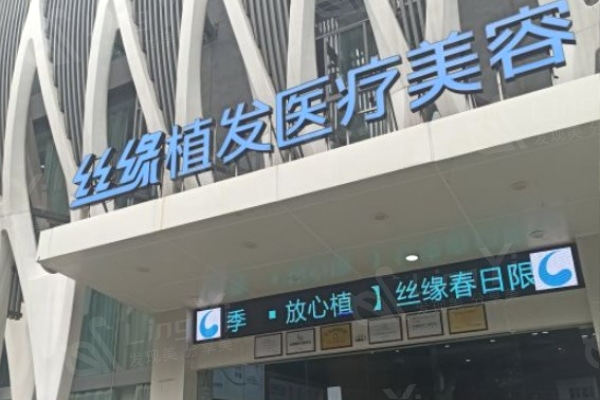 丝缘植发医疗美容
季 ▪放心植 】丝缘春日限